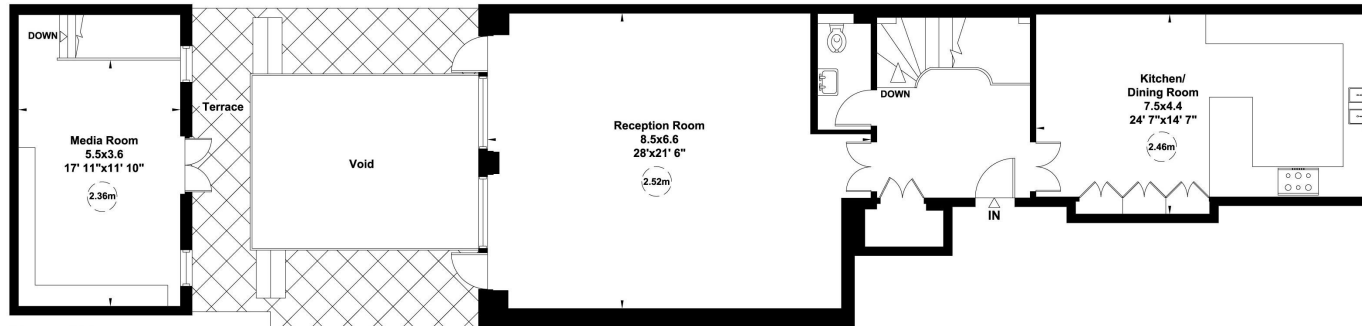 DOWN
Media Room
5.5x3.6
17' 11"x11' 10"
2.36m
Terrace
Void
Reception Room
8.5x6.6
28'x21' 6"
2.52m
DOWN
IN
Kitchen/
Dining Room
7.5x4.4
24' 7"x14' 7"
2.46m